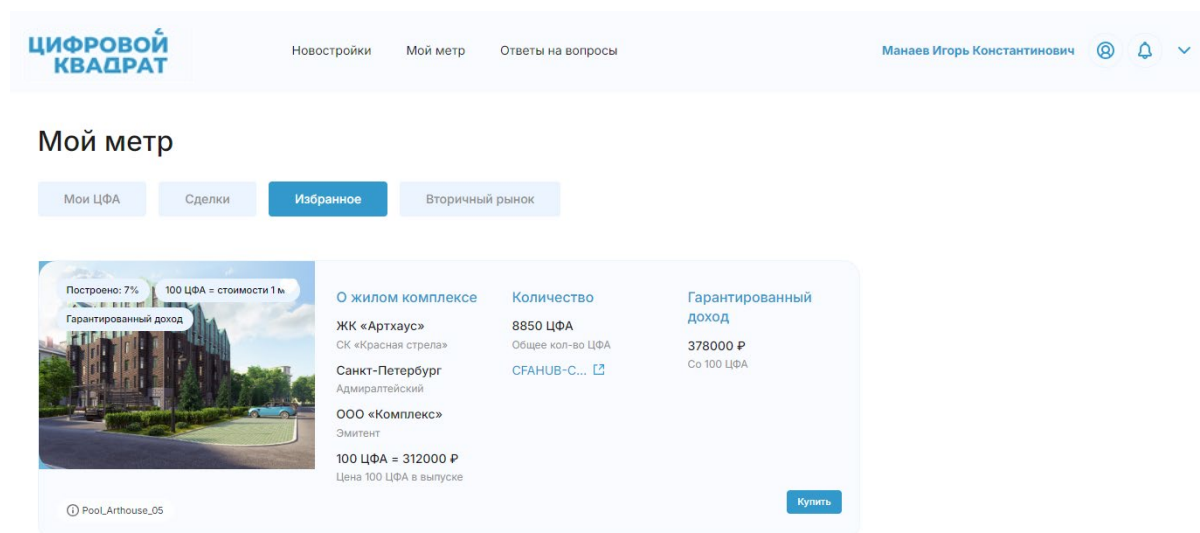 ЦИФРОВОЙ
КВАДРАТ
Новостройки
Мой метр
Ответы на вопросы
Манаев Игорь Константинович
Мой метр
Мои ЦФА
Сделки
Избранное
Вторичный рынок
Построено: 7%
100 ЦФА = стоимости 1 м
Гарантированный доход
О жилом комплексе
ЖК «Артхаус»
СК «Красная стрела»
Санкт-Петербург
Адмиралтейский
ООО «Комплекс»
Эмитент
100 ЦФА = 312000 ₽
Цена 100 ЦФА в выпуске
Количество
8850 ЦФА
Общее кол-во ЦФА
CFAHUB-C...
Гарантированный
доход
378000 ₽
Со 100 ЦФА
Pool_Arthouse_05
Купить